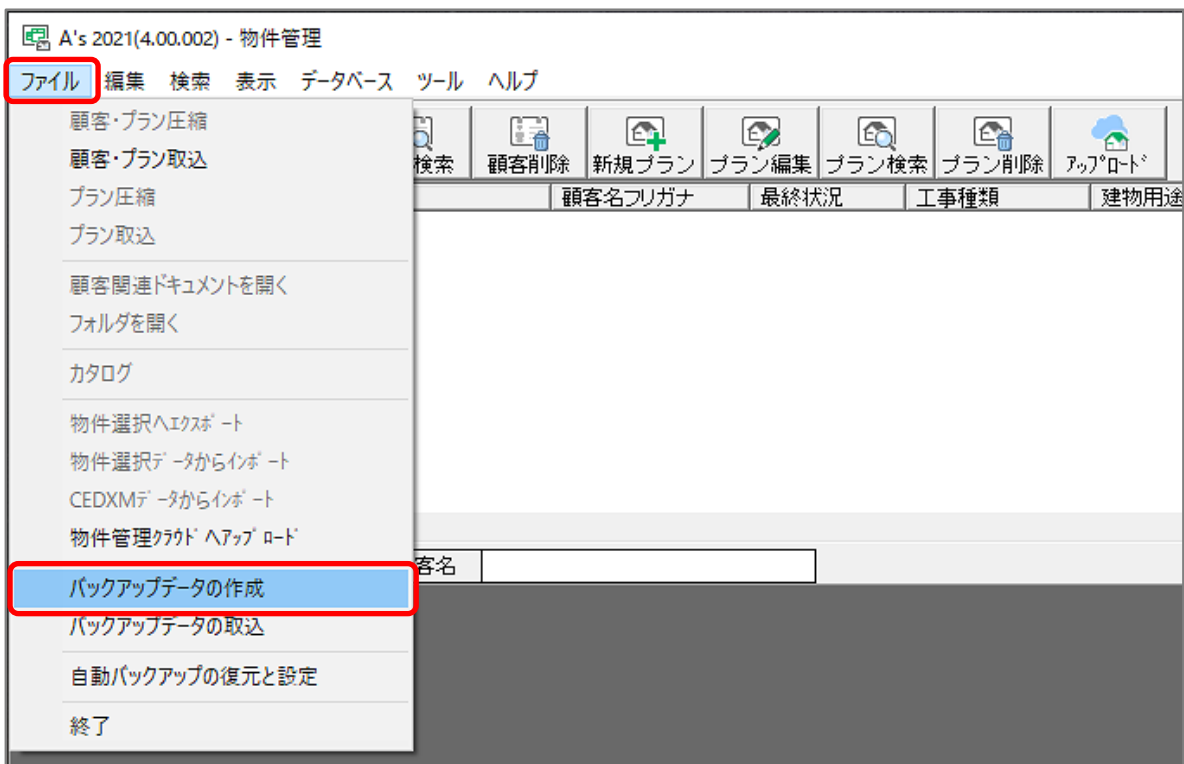 A's 2021(4.00.002) - 物件管理
ファイル 編集 検索 表示 データベース ツール ヘルプ
検索 顧客削除 新規プラン プラン編集 プラン検索 プラン削除 ｱｯﾌﾟﾛｰﾄﾞ
顧客名フリガナ 最終状況 工事種類 建物用途
顧客・プラン圧縮
顧客・プラン取込
プラン圧縮
プラン取込
顧客関連ドキュメントを開く
フォルダを開く
カタログ
物件選択へｴｸｽﾎﾟｰﾄ
物件選択ﾃﾞｰﾀからｲﾝﾎﾟｰﾄ
CEDXMﾃﾞｰﾀからｲﾝﾎﾟｰﾄ
物件管理ｸﾗｳﾄﾞへｱｯﾌﾟﾛｰﾄﾞ
客名
バックアップデータの作成
バックアップデータの取込
自動バックアップの復元と設定
終了